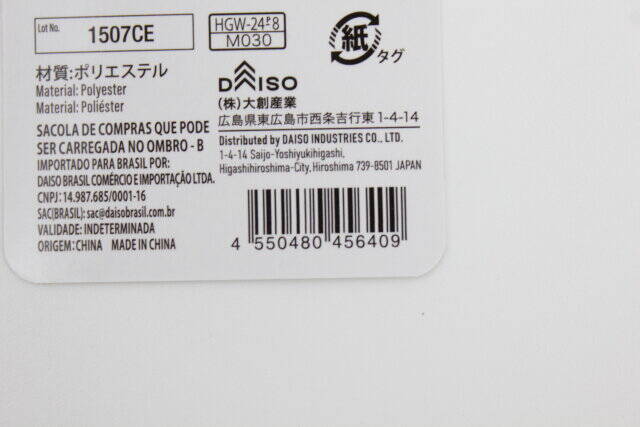 Lot No.
1507CE
HGW-24ｾ8
M030
紙
タグ
材質:ポリエステル
Material: Polyester
Material: Poliéster
SACOLA DE COMPRAS QUE PODE
SER CARREGADA NO OMBRO - B
IMPORTADO PARA BRASIL POR:
DAISO BRASIL COMÉRCIO E IMPORTAÇÃO LTDA.
CNPJ: 14.987.685/0001-16
SAC(BRASIL): sac@daisobrasil.com.br
VALIDADE: INDETERMINADA
ORIGEM:CHINA MADE IN CHINA
DAISO
(株)大創産業
広島県東広島市西条吉行東1-4-14
Distributed by DAISO INDUSTRIES CO., LTD.
1-4-14 Saijo-Yoshiyukihigashi,
Higashihiroshima-City, Hiroshima 739-8501 JAPAN
4 550480 456409